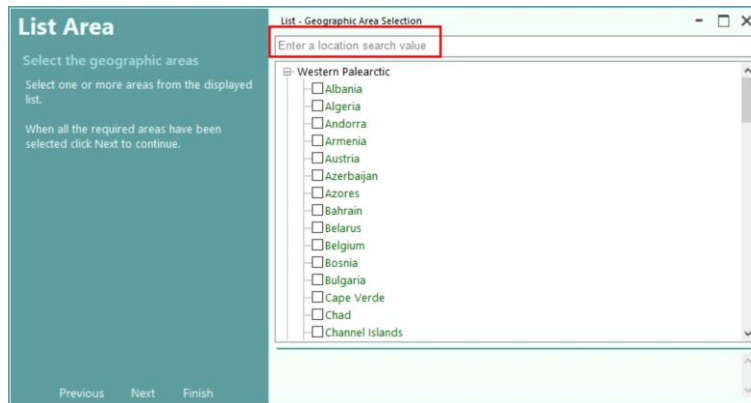 List Area
Select the geographic areas
Select one or more areas from the displayed
list.
When all the required areas have been
selected click Next to continue.
Previous Next Finish
List - Geographic Area Selection
Enter a location search value
Western Palearctic
Albania
Algeria
Andorra
Armenia
Austria
Azerbaijan
Azores
Bahrain
Belarus
Belgium
Bosnia
Bulgaria
Cape Verde
Chad
Channel Islands